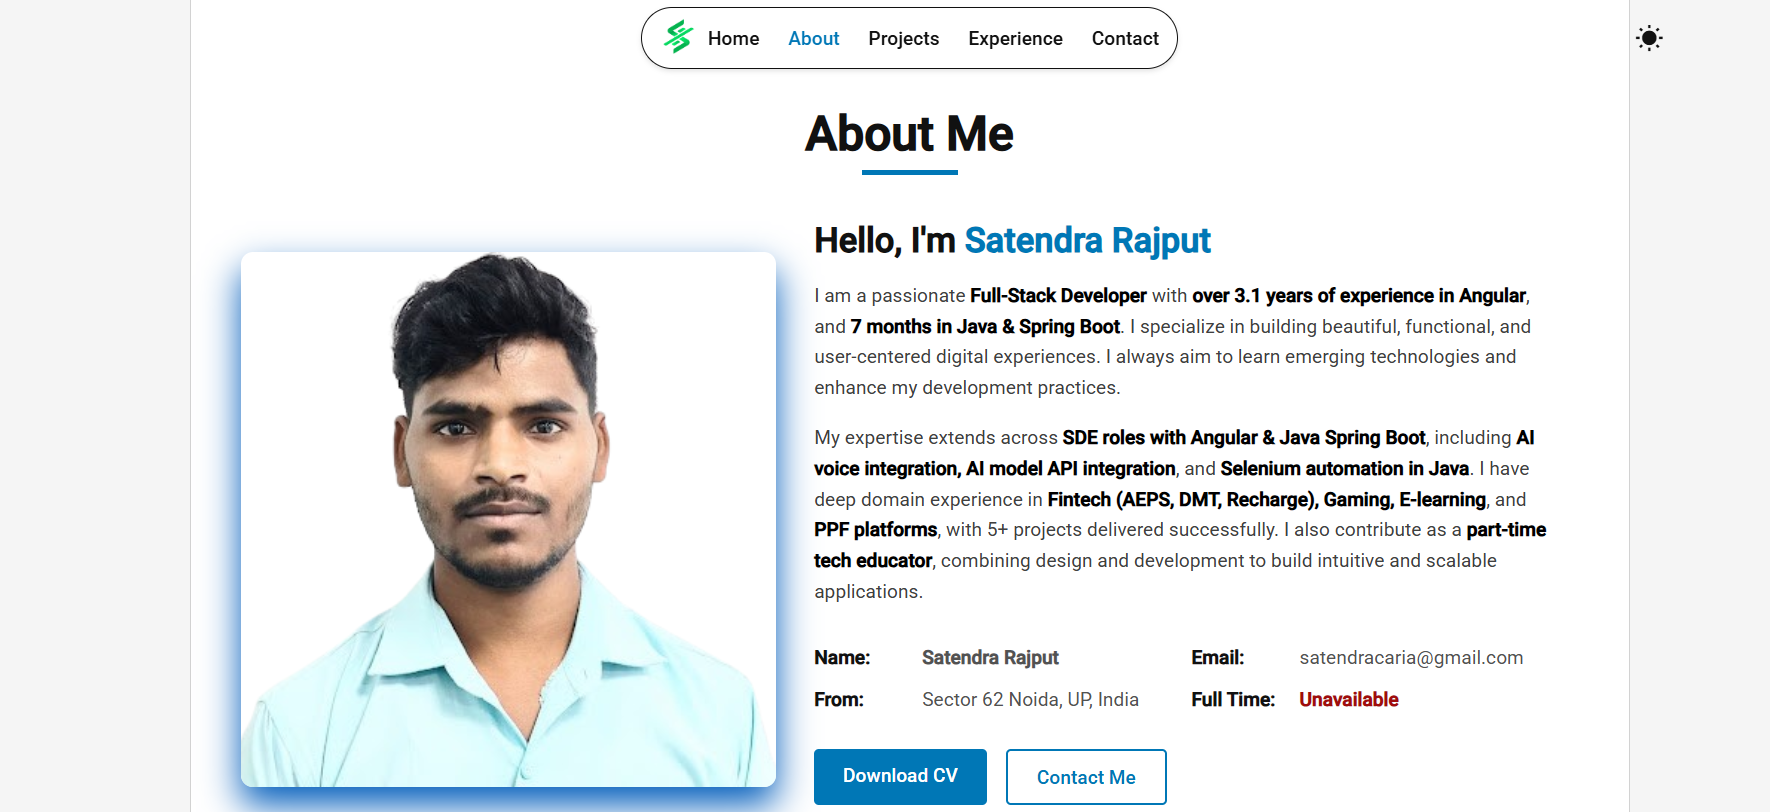 Home About Projects Experience Contact
About Me
Hello, I'm Satendra Rajput
I am a passionate Full-Stack Developer with over 3.1 years of experience in Angular,
and 7 months in Java & Spring Boot. I specialize in building beautiful, functional, and
user-centered digital experiences. I always aim to learn emerging technologies and
enhance my development practices.
My expertise extends across SDE roles with Angular & Java Spring Boot, including AI
voice integration, AI model API integration, and Selenium automation in Java. I have
deep domain experience in Fintech (AEPS, DMT, Recharge), Gaming, E-learning, and
PPF platforms, with 5+ projects delivered successfully. I also contribute as a part-time
tech educator, combining design and development to build intuitive and scalable
applications.
Name: Satendra Rajput Email: satendracaria@gmail.com
From: Sector 62 Noida, UP, India Full Time: Unavailable
Download CV Contact Me